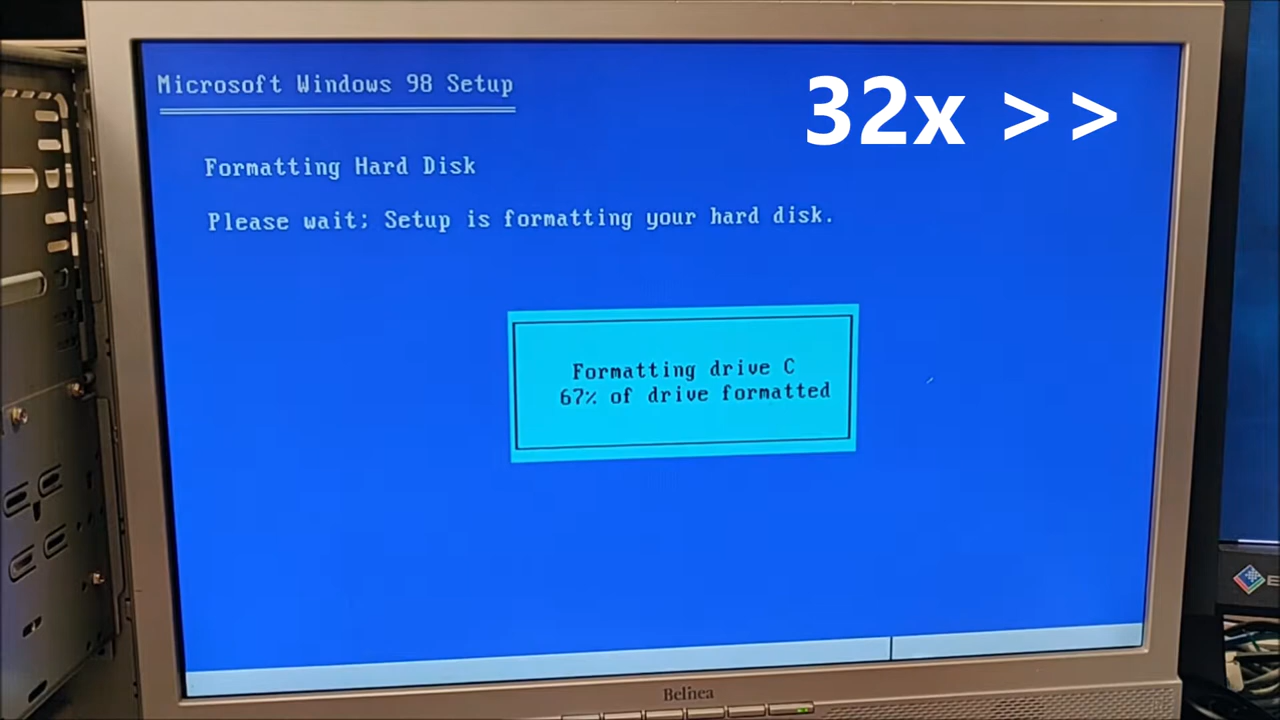 Microsoft Windows 98 Setup
32x >>
Formatting Hard Disk
Please wait; Setup is formatting your hard disk.
Formatting drive C
67% of drive formatted
Belinea
E